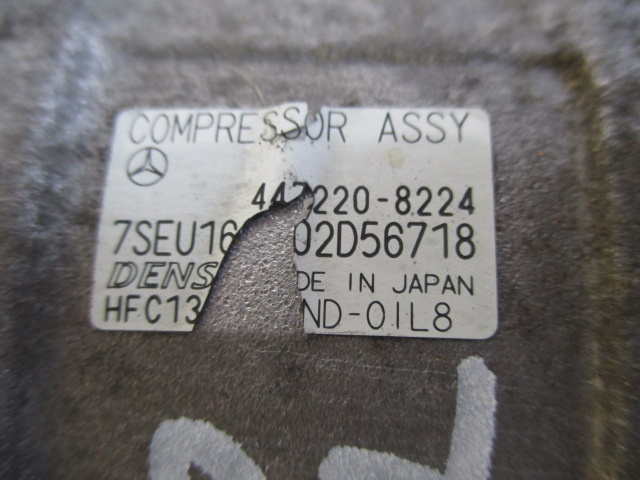 COMPRESSOR ASSY
447220-8224
7SEU16 02D56718
DENS DE IN JAPAN
HFC13 ND-OIL8